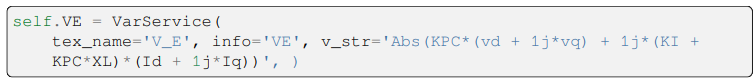 self.VE = VarService(
    tex_name='V_E', info='VE', v_str='Abs(KPC*(vd + 1j*vq) + 1j*(KI +
    KPC*XL)*(Id + 1j*Iq))', )